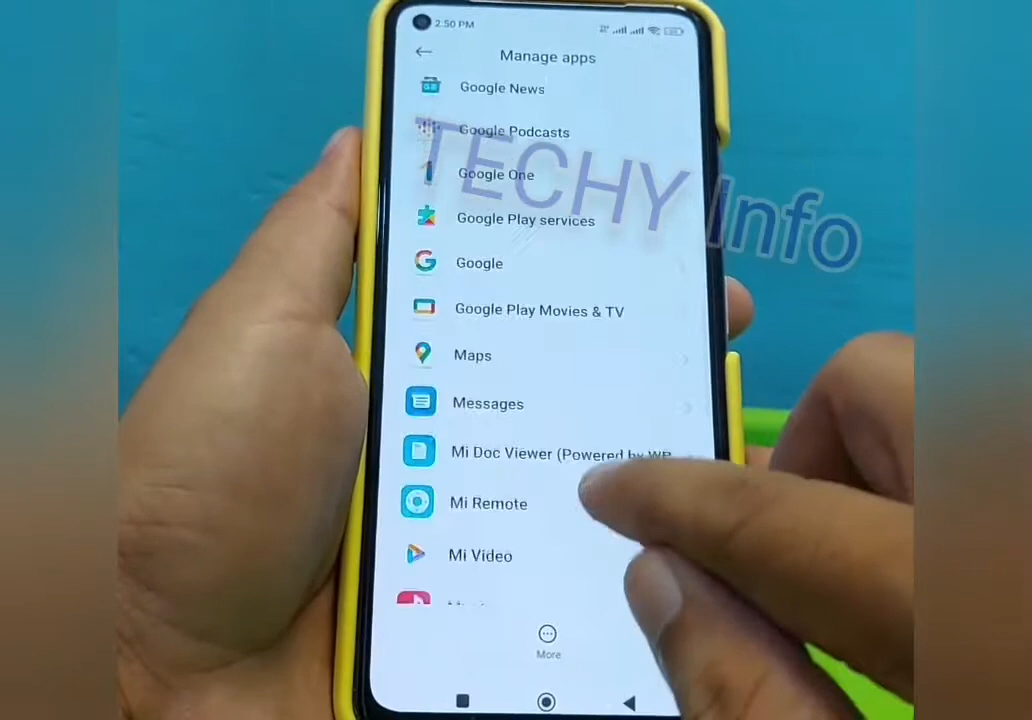 2:50 PM
Manage apps
Google News
Google Podcasts
TECHY Info
Google One
Google Play services
Google
Google Play Movies & TV
Maps
Messages
Mi Doc Viewer (Powered by WP
Mi Remote
Mi Video
More